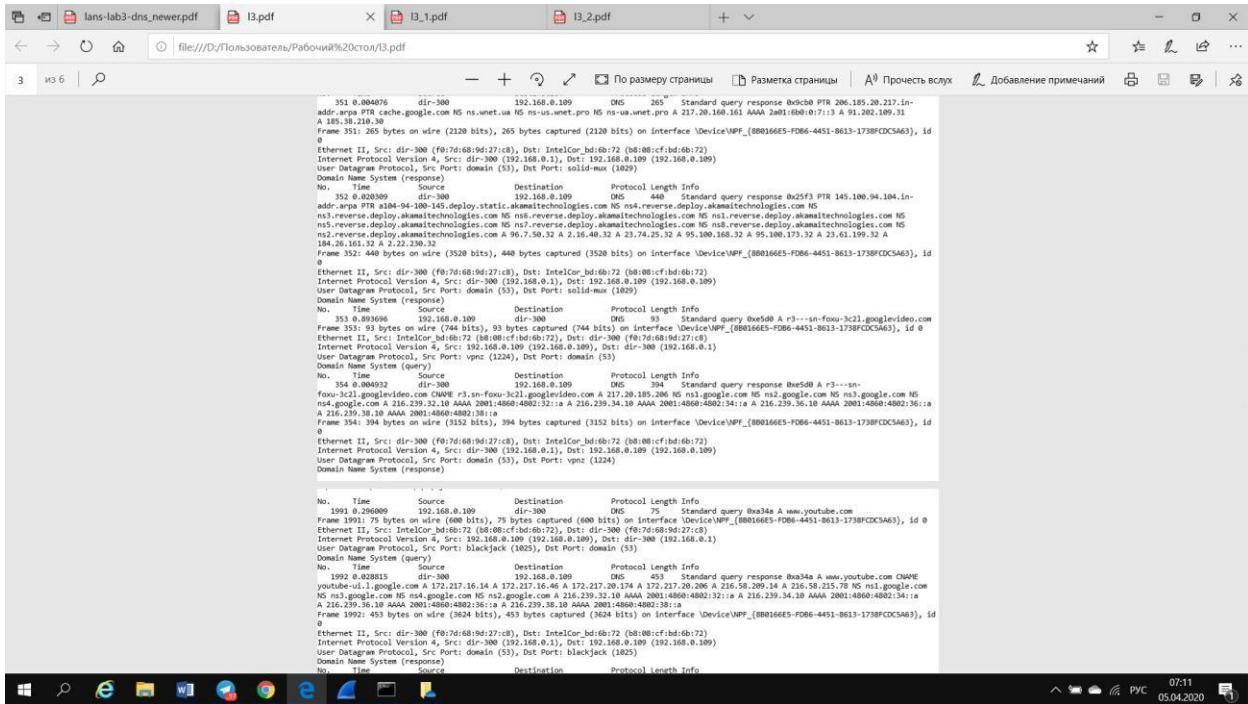 lans-lab3-dns_newer.pdf
l3.pdf
l3_1.pdf
l3_2.pdf
file:///D:/Пользователь/Рабочий%20стол/l3.pdf
3 из 6
По размеру страницы
Разметка страницы
Прочесть вслух
Добавление примечаний
351 0.004076 dir-300 192.168.0.109 DNS 265 Standard query response 0x9cb0 PTR 206.185.20.217.in-
addr.arpa PTR cache.google.com NS ns.wnet.ua NS ns-us.wnet.pro NS ns-ua.wnet.pro A 217.20.160.161 AAAA 2a01:6b0:0:7::3 A 91.202.109.31
A 185.38.210.30
Frame 351: 265 bytes on wire (2120 bits), 265 bytes captured (2120 bits) on interface \Device\NPF_{8B0166E5-FDB6-4451-8613-1738FCDC5A63}, id
0
Ethernet II, Src: dir-300 (f0:7d:68:9d:27:c8), Dst: IntelCor_bd:6b:72 (b8:08:cf:bd:6b:72)
Internet Protocol Version 4, Src: dir-300 (192.168.0.1), Dst: 192.168.0.109 (192.168.0.109)
User Datagram Protocol, Src Port: domain (53), Dst Port: solid-mux (1029)
Domain Name System (response)
No. Time Source Destination Protocol Length Info
352 0.020309 dir-300 192.168.0.109 DNS 440 Standard query response 0x25f3 PTR 145.100.94.104.in-
addr.arpa PTR a104-94-100-145.deploy.static.akamaitechnologies.com NS ns4.reverse.deploy.akamaitechnologies.com NS
ns3.reverse.deploy.akamaitechnologies.com NS ns6.reverse.deploy.akamaitechnologies.com NS ns1.reverse.deploy.akamaitechnologies.com NS
ns5.reverse.deploy.akamaitechnologies.com NS ns7.reverse.deploy.akamaitechnologies.com NS ns8.reverse.deploy.akamaitechnologies.com NS
ns2.reverse.deploy.akamaitechnologies.com A 96.7.50.32 A 2.16.40.32 A 23.74.25.32 A 95.100.168.32 A 95.100.173.32 A 23.61.199.32 A
184.26.161.32 A 2.22.230.32
Frame 352: 440 bytes on wire (3520 bits), 440 bytes captured (3520 bits) on interface \Device\NPF_{8B0166E5-FDB6-4451-8613-1738FCDC5A63}, id
0
Ethernet II, Src: dir-300 (f0:7d:68:9d:27:c8), Dst: IntelCor_bd:6b:72 (b8:08:cf:bd:6b:72)
Internet Protocol Version 4, Src: dir-300 (192.168.0.1), Dst: 192.168.0.109 (192.168.0.109)
User Datagram Protocol, Src Port: domain (53), Dst Port: solid-mux (1029)
Domain Name System (response)
No. Time Source Destination Protocol Length Info
353 0.893696 192.168.0.109 dir-300 DNS 93 Standard query 0xe5d0 A r3---sn-foxu-3c2l.googlevideo.com
Frame 353: 93 bytes on wire (744 bits), 93 bytes captured (744 bits) on interface \Device\NPF_{8B0166E5-FDB6-4451-8613-1738FCDC5A63}, id 0
Ethernet II, Src: IntelCor_bd:6b:72 (b8:08:cf:bd:6b:72), Dst: dir-300 (f0:7d:68:9d:27:c8)
Internet Protocol Version 4, Src: 192.168.0.109 (192.168.0.109), Dst: dir-300 (192.168.0.1)
User Datagram Protocol, Src Port: vpnz (1224), Dst Port: domain (53)
Domain Name System (query)
No. Time Source Destination Protocol Length Info
354 0.004932 dir-300 192.168.0.109 DNS 394 Standard query response 0xe5d0 A r3---sn-
foxu-3c2l.googlevideo.com CNAME r3.sn-foxu-3c2l.googlevideo.com A 217.20.185.206 NS ns1.google.com NS ns2.google.com NS ns3.google.com NS
ns4.google.com A 216.239.32.10 AAAA 2001:4860:4802:32::a A 216.239.34.10 AAAA 2001:4860:4802:34::a A 216.239.36.10 AAAA 2001:4860:4802:36::a
A 216.239.38.10 AAAA 2001:4860:4802:38::a
Frame 354: 394 bytes on wire (3152 bits), 394 bytes captured (3152 bits) on interface \Device\NPF_{8B0166E5-FDB6-4451-8613-1738FCDC5A63}, id
0
Ethernet II, Src: dir-300 (f0:7d:68:9d:27:c8), Dst: IntelCor_bd:6b:72 (b8:08:cf:bd:6b:72)
Internet Protocol Version 4, Src: dir-300 (192.168.0.1), Dst: 192.168.0.109 (192.168.0.109)
User Datagram Protocol, Src Port: domain (53), Dst Port: vpnz (1224)
Domain Name System (response)
No. Time Source Destination Protocol Length Info
1991 0.296009 192.168.0.109 dir-300 DNS 75 Standard query 0xa34a A www.youtube.com
Frame 1991: 75 bytes on wire (600 bits), 75 bytes captured (600 bits) on interface \Device\NPF_{8B0166E5-FDB6-4451-8613-1738FCDC5A63}, id 0
Ethernet II, Src: IntelCor_bd:6b:72 (b8:08:cf:bd:6b:72), Dst: dir-300 (f0:7d:68:9d:27:c8)
Internet Protocol Version 4, Src: 192.168.0.109 (192.168.0.109), Dst: dir-300 (192.168.0.1)
User Datagram Protocol, Src Port: blackjack (1025), Dst Port: domain (53)
Domain Name System (query)
No. Time Source Destination Protocol Length Info
1992 0.028815 dir-300 192.168.0.109 DNS 453 Standard query response 0xa34a A www.youtube.com CNAME
youtube-ui.l.google.com A 172.217.16.14 A 172.217.16.46 A 172.217.20.174 A 172.217.20.206 A 216.58.209.14 A 216.58.215.78 NS ns1.google.com
NS ns3.google.com NS ns4.google.com NS ns2.google.com A 216.239.32.10 AAAA 2001:4860:4802:32::a A 216.239.34.10 AAAA 2001:4860:4802:34::a
A 216.239.36.10 AAAA 2001:4860:4802:36::a A 216.239.38.10 AAAA 2001:4860:4802:38::a
Frame 1992: 453 bytes on wire (3624 bits), 453 bytes captured (3624 bits) on interface \Device\NPF_{8B0166E5-FDB6-4451-8613-1738FCDC5A63}, id
0
Ethernet II, Src: dir-300 (f0:7d:68:9d:27:c8), Dst: IntelCor_bd:6b:72 (b8:08:cf:bd:6b:72)
Internet Protocol Version 4, Src: dir-300 (192.168.0.1), Dst: 192.168.0.109 (192.168.0.109)
User Datagram Protocol, Src Port: domain (53), Dst Port: blackjack (1025)
Domain Name System (response)
No. Time Source Destination Protocol Length Info
РУС
07:11
05.04.2020